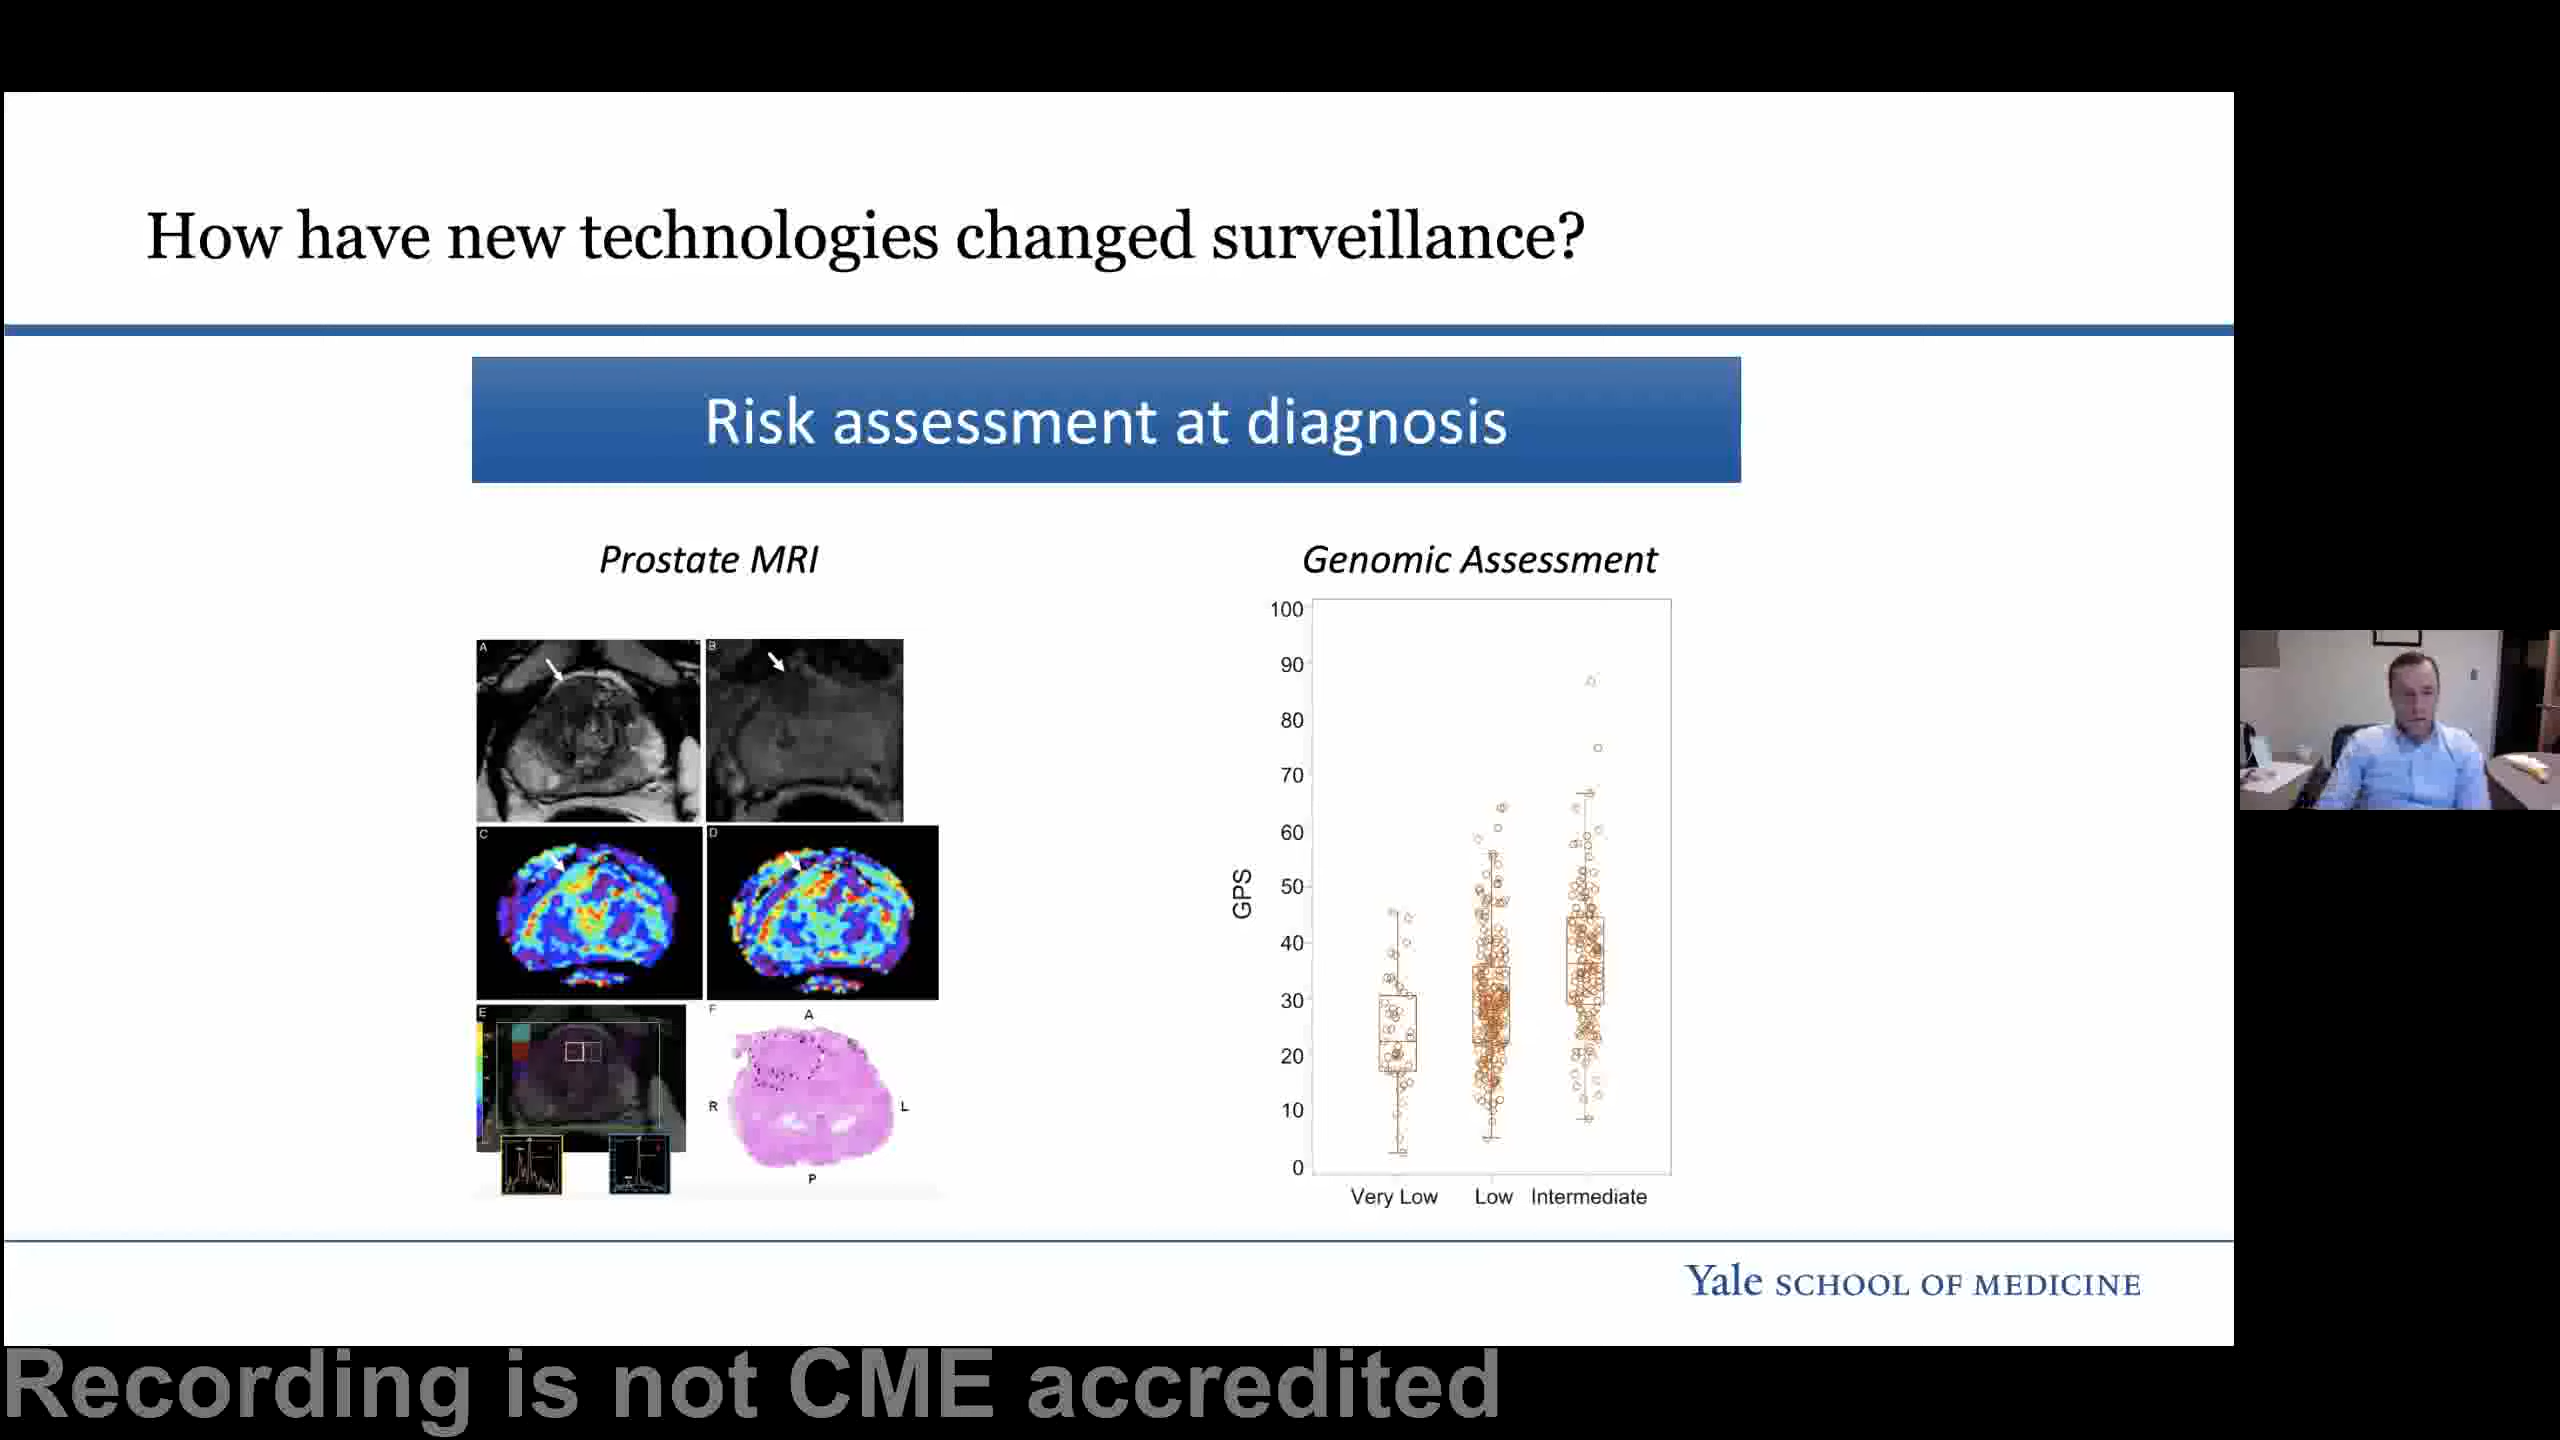 How have new technologies changed surveillance?
Risk assessment at diagnosis
Prostate MRI
Genomic Assessment
A
B
C
D
E
F
A
R
L
P
100
90
80
70
60
50
40
30
20
10
0
GPS
Very Low
Low
Intermediate
Yale SCHOOL OF MEDICINE
Recording is not CME accredited